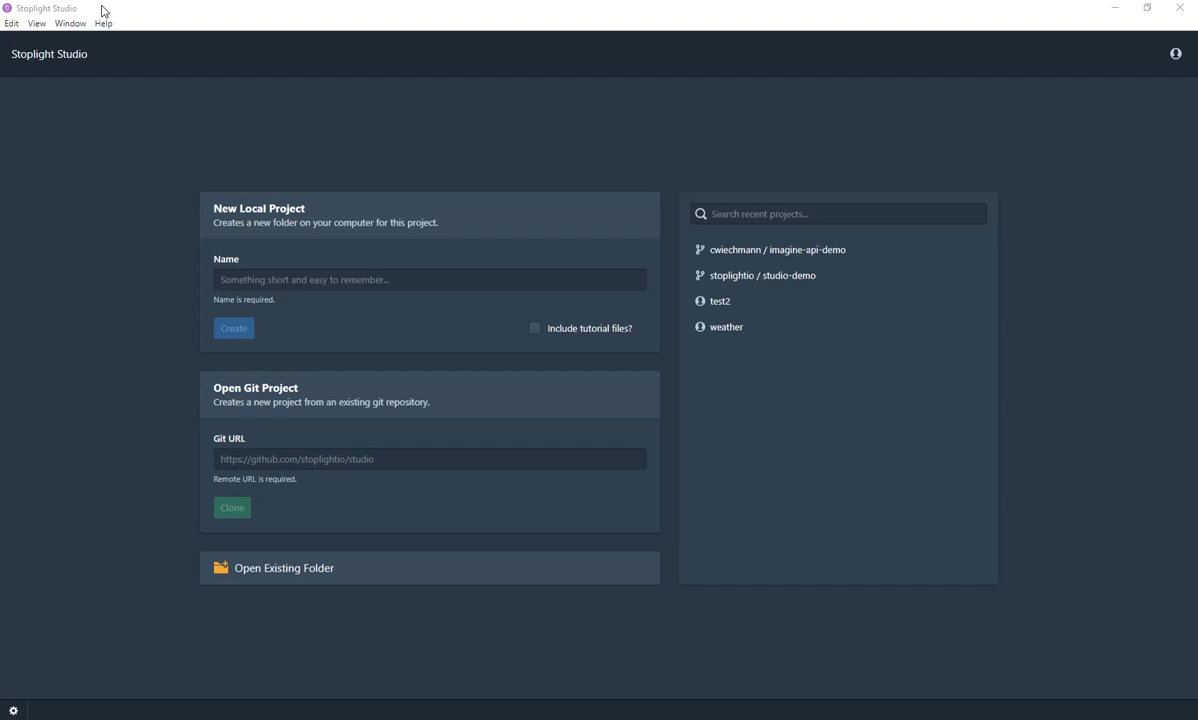 Stoplight Studio
Edit View Window Help
Stoplight Studio
New Local Project
Creates a new folder on your computer for this project.
Name
Something short and easy to remember...
Name is required.
Create
Include tutorial files?
Open Git Project
Creates a new project from an existing git repository.
Git URL
https://github.com/stoplightio/studio
Remote URL is required.
Clone
Open Existing Folder
Search recent projects...
cwiechmann / imagine-api-demo
stoplightio / studio-demo
test2
weather